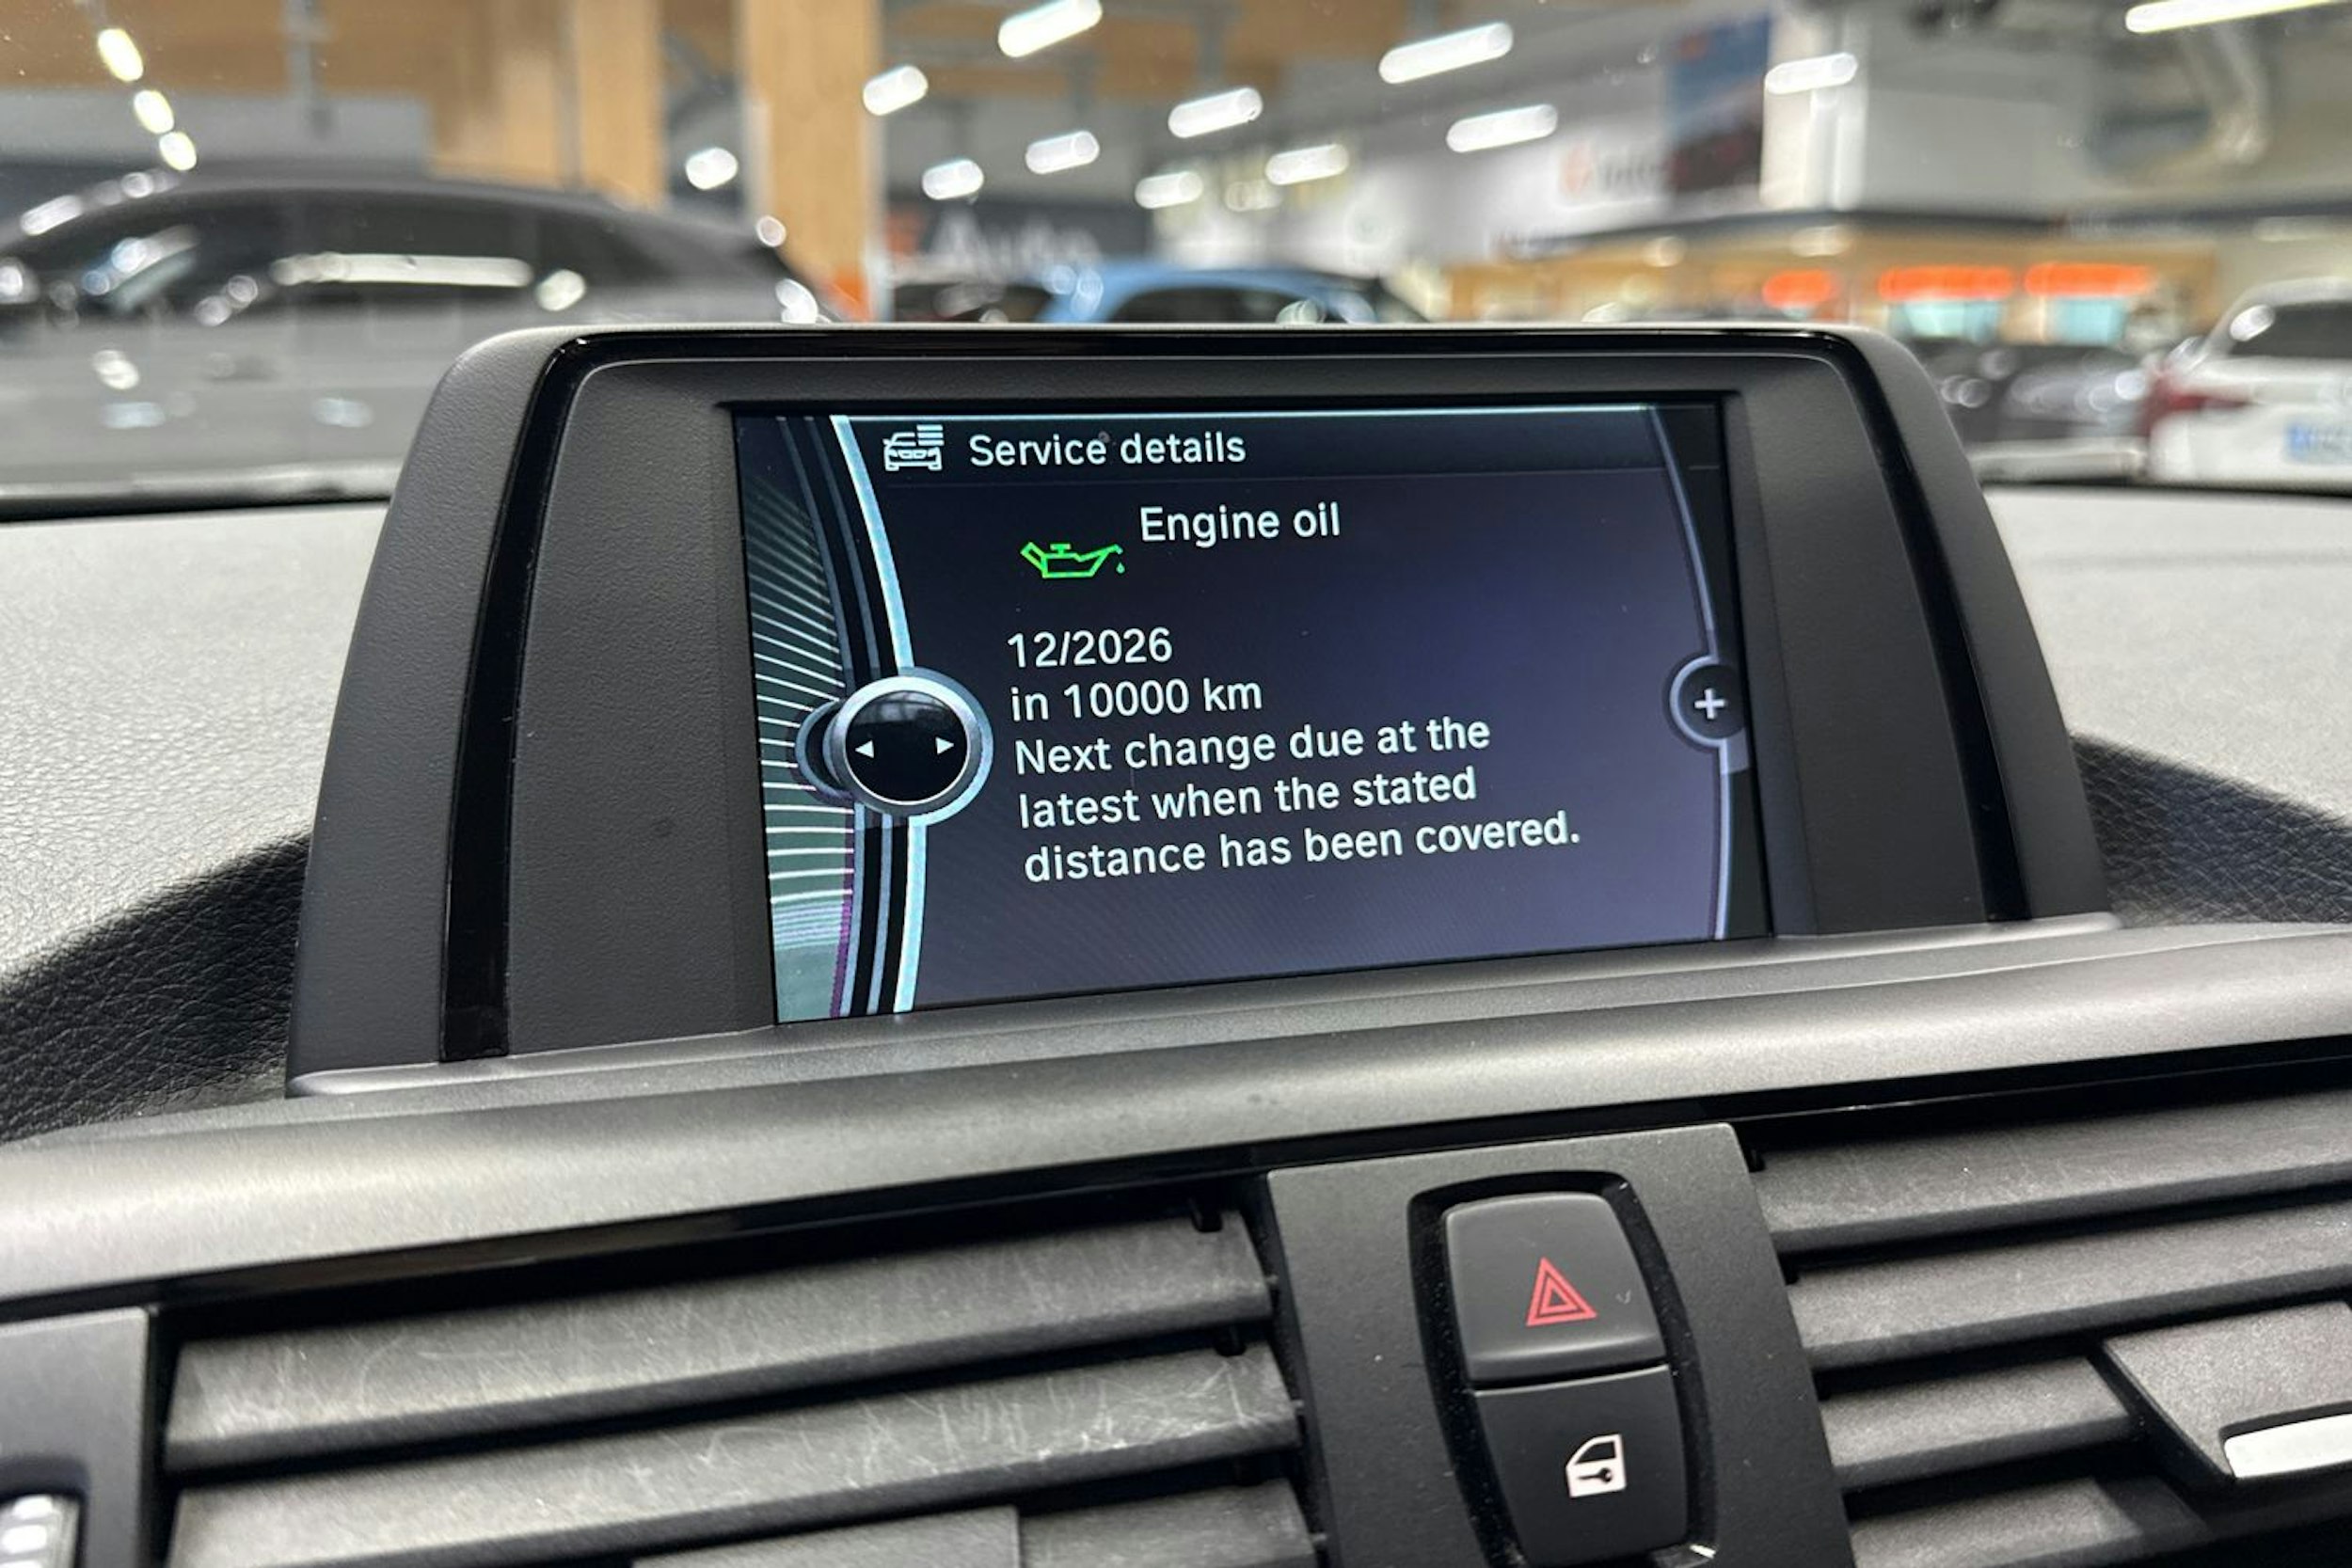 Auto
Service details
Engine oil
12/2026
in 10000 km
Next change due at the
latest when the stated
distance has been covered.